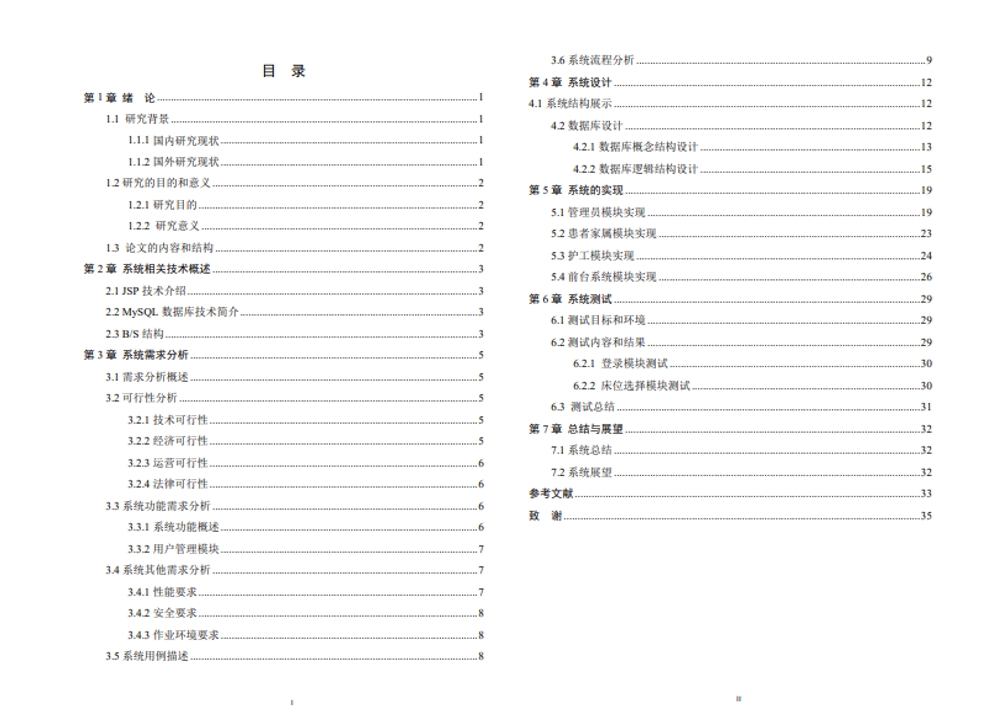 目 录
第 1 章 绪 论 1
1.1 研究背景 1
1.1.1 国内研究现状 1
1.1.2 国外研究现状 1
1.2 研究的目的和意义 2
1.2.1 研究目的 2
1.2.2 研究意义 2
1.3 论文的内容和结构 2
第 2 章 系统相关技术概述 3
2.1 JSP 技术介绍 3
2.2 MySQL 数据库技术简介 3
2.3 B/S 结构 3
第 3 章 系统需求分析 5
3.1 需求分析概述 5
3.2 可行性分析 5
3.2.1 技术可行性 5
3.2.2 经济可行性 5
3.2.3 运营可行性 6
3.2.4 法律可行性 6
3.3 系统功能需求分析 6
3.3.1 系统功能概述 6
3.3.2 用户管理模块 7
3.4 系统其他需求分析 7
3.4.1 性能要求 7
3.4.2 安全要求 8
3.4.3 作业环境要求 8
3.5 系统用例描述 8
I
3.6 系统流程分析 9
第 4 章 系统设计 12
4.1 系统结构展示 12
4.2 数据库设计 12
4.2.1 数据库概念结构设计 13
4.2.2 数据库逻辑结构设计 15
第 5 章 系统的实现 19
5.1 管理员模块实现 19
5.2 患者家属模块实现 23
5.3 护工模块实现 24
5.4 前台系统模块实现 26
第 6 章 系统测试 29
6.1 测试目标和环境 29
6.2 测试内容和结果 29
6.2.1 登录模块测试 30
6.2.2 床位选择模块测试 30
6.3 测试总结 31
第 7 章 总结与展望 32
7.1 系统总结 32
7.2 系统展望 32
参考文献 33
致 谢 35
II